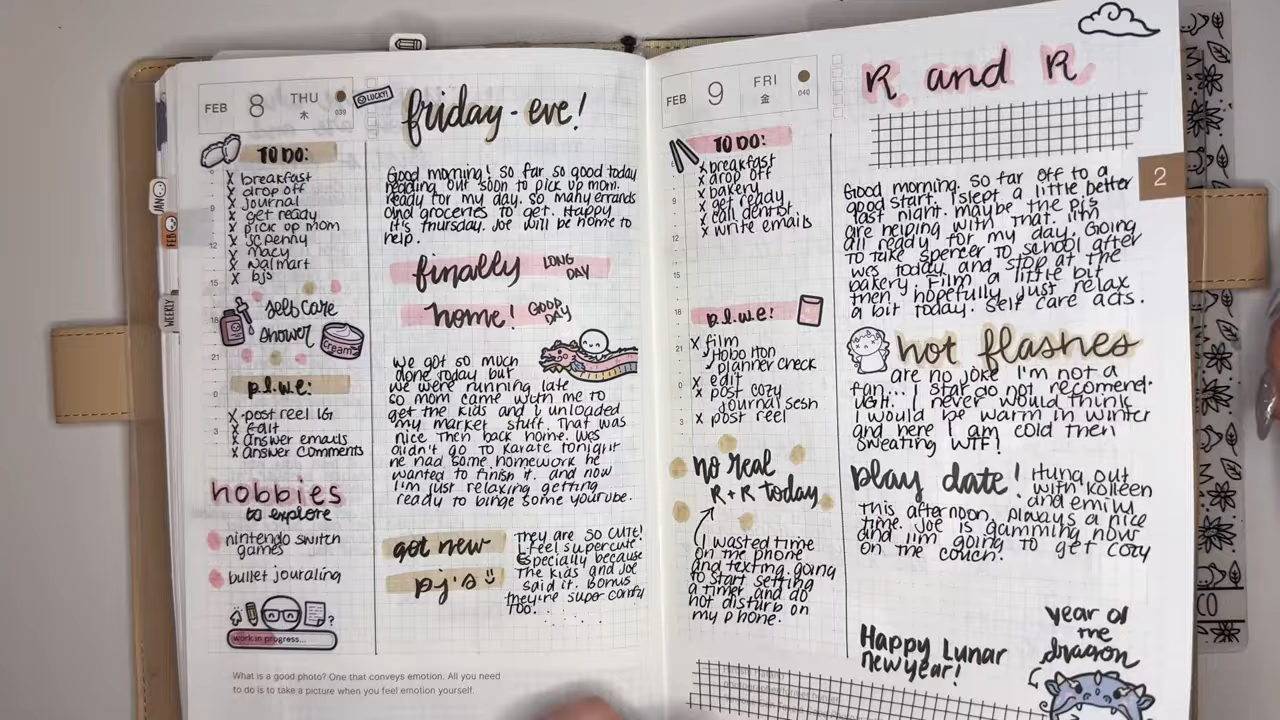 FEB 8 THU
木 039
LUCKY!
friday-eve!
TO DO:
x breakfast
x drop off
x journal
x get ready
x pick up mom
x jc penny
x macy
x walmart
x bjs
self care
shower
cream
p.l.w.e:
x post reel IG
x edit
x answer emails
x answer comments
hobbies
to explore
nintendo switch
games
bullet jouraling
?
work in progress...
Good morning! So far so good today
heading out soon to pick up mom.
ready for my day. so many errands
and groceries to get. Happy
it's thursday. Joe will be home to
help.
finally LONG
DAY
home! GOOD
DAY
we got so much
done today but
we were running late
so mom came with me to
get the kids and I unloaded
my market stuff. That was
nice then back home. wes
didn't go to karate tonight
he had some homework he
wanted to finish it. and now
I'm just relaxing getting
ready to binge some youtube.
got new
pj's
They are so cute!
I feel super cute
especially because
The kids and Joe
said it. Bonus
they're super comfy
too...
What is a good photo? One that conveys emotion. All you need
to do is to take a picture when you feel emotion yourself.
JAN
FEB
WEEKLY
FEB 9 FRI
金 040
R and R
TO DO:
x breakfast
x drop off
x bakery
x get ready
x call dentist
x write emails
p.l.w.e:
x film
Hobo Hon
planner check
x edit
x post cozy
journal sesh
x post reel
no real
R+R today
I wasted time
on the phone
and texting. going
to start setting
a timer and do
not disturb on
my phone.
Good morning. So far off to a
good start. I slept a little better
last night. maybe the pjs
are helping with that. I'm
all ready for my day. Going
to take spencer to school after
wes today and stop at the
bakery. Film a little bit
then hopefully just relax
a bit today. self care acts.
hot flashes
are no joke I'm not a
fan... 1 star do not recomend.
ugh... I never would think
I would be warm in winter
and here I am cold then
sweating WTF!
play date! Hung out
with Kolleen
and emily
this afternoon. Always a nice
time. Joe is gamming now
and I'm going to get cozy
on the couch.
Happy Lunar
new year!
year of
the
dragon
2
CO